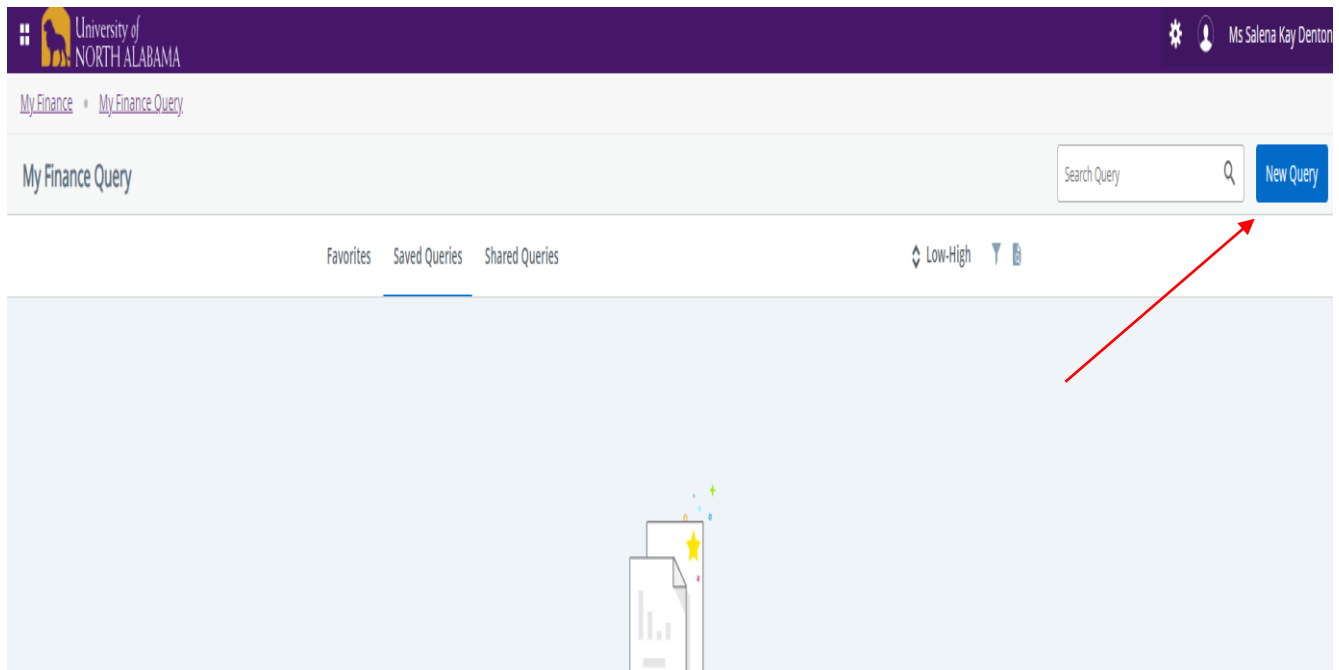 University of
NORTH ALABAMA
Ms Salena Kay Denton
My Finance • My Finance Query
My Finance Query
Search Query
New Query
Favorites Saved Queries Shared Queries
Low-High